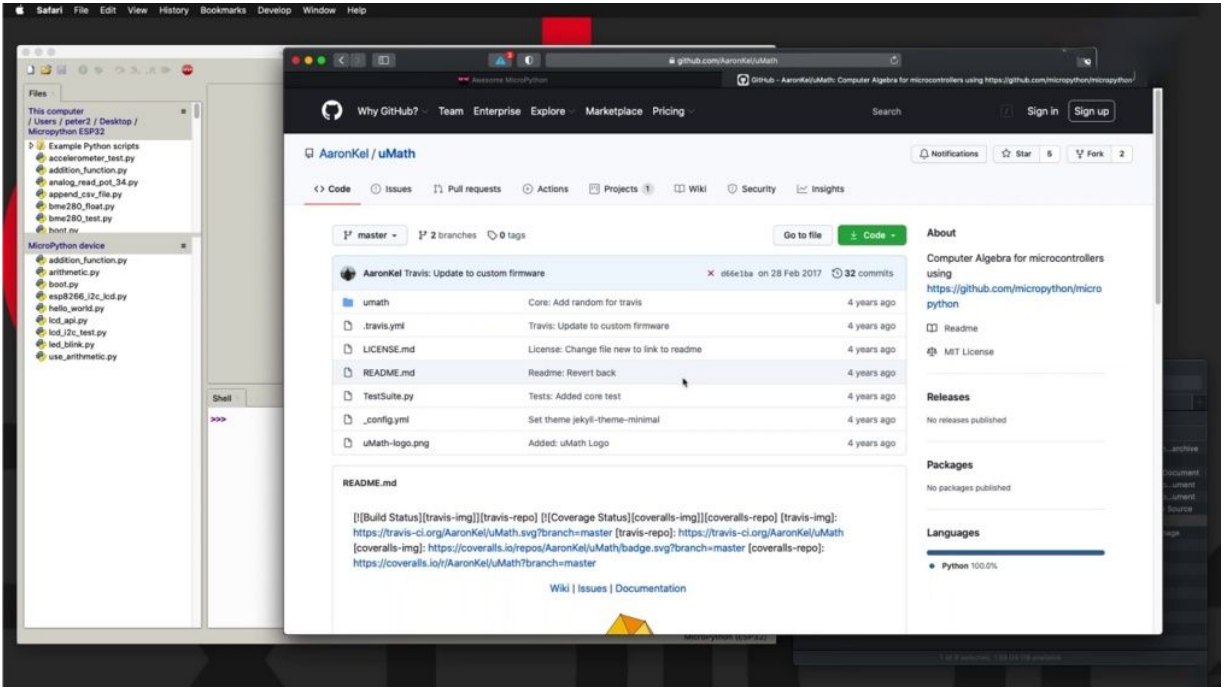 Safari File Edit View History Bookmarks Develop Window Help
Files
This computer
/ Users / peter2 / Desktop /
Micropython ESP32
Example Python scripts
accelerometer_test.py
addition_function.py
analog_read_pot_34.py
append_csv_file.py
bme280_float.py
bme280_test.py
boot.py
MicroPython device
addition_function.py
arithmetic.py
boot.py
esp8266_i2c_lcd.py
hello_world.py
lcd_api.py
lcd_i2c_test.py
led_blink.py
use_arithmetic.py
Shell
>>>
github.com/AaronKel/uMath
Awesome MicroPython
GitHub - AaronKel/uMath: Computer Algebra for microcontrollers using https://github.com/micropython/micropython
Why GitHub? Team Enterprise Explore Marketplace Pricing Search / Sign in Sign up
AaronKel / uMath
Notifications Star 5 Fork 2
<> Code Issues Pull requests Actions Projects 1 Wiki Security Insights
master 2 branches 0 tags Go to file Code
AaronKel Travis: Update to custom firmware d66e1ba on 28 Feb 2017 32 commits
umath Core: Add random for travis 4 years ago
.travis.yml Travis: Update to custom firmware 4 years ago
LICENSE.md License: Change file new to link to readme 4 years ago
README.md Readme: Revert back 4 years ago
TestSuite.py Tests: Added core test 4 years ago
_config.yml Set theme jekyll-theme-minimal 4 years ago
uMath-logo.png Added: uMath Logo 4 years ago
README.md
[![Build Status][travis-img]][travis-repo] [![Coverage Status][coveralls-img]][coveralls-repo] [travis-img]:
https://travis-ci.org/AaronKel/uMath.svg?branch=master [travis-repo]: https://travis-ci.org/AaronKel/uMath
[coveralls-img]: https://coveralls.io/repos/AaronKel/uMath/badge.svg?branch=master [coveralls-repo]:
https://coveralls.io/r/AaronKel/uMath?branch=master
Wiki | Issues | Documentation
About
Computer Algebra for microcontrollers
using
https://github.com/micropython/micro
python
Readme
MIT License
Releases
No releases published
Packages
No packages published
Languages
Python 100.0%
MicroPython (ESP32)